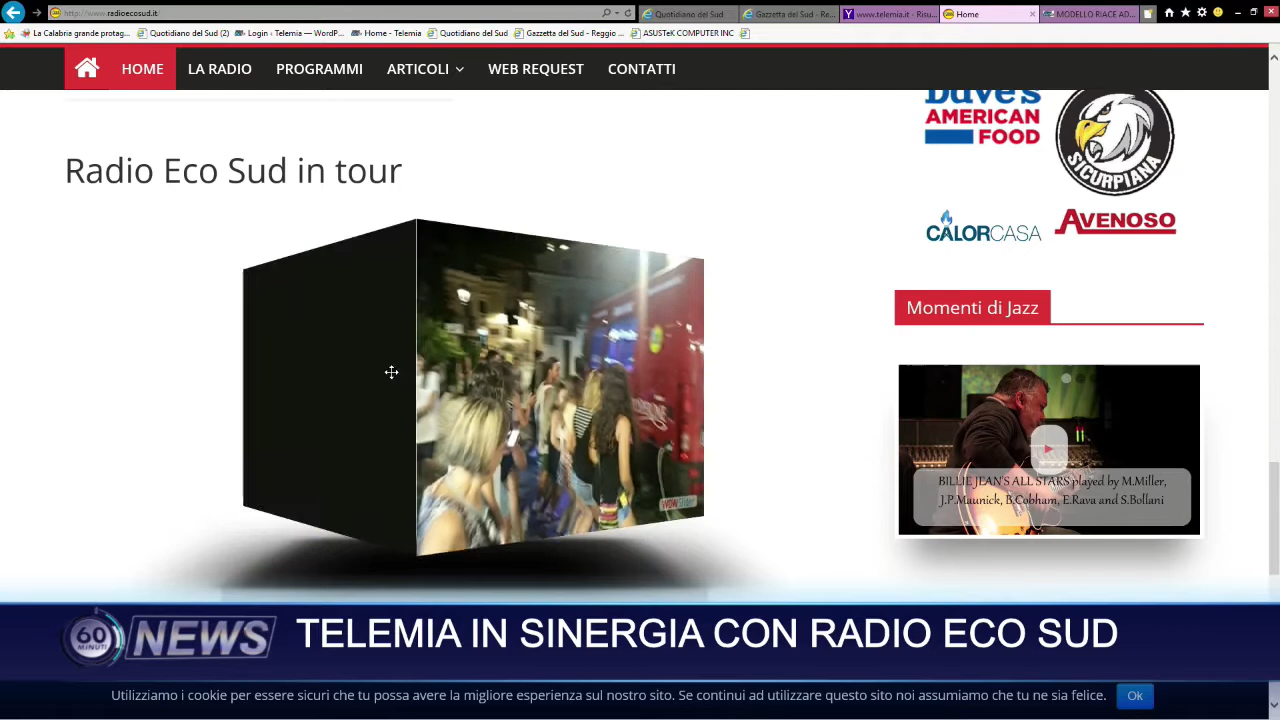 http://www.radioecosud.it
Quotidiano del Sud
Gazzetta del Sud - Re...
www.telemia.it - Risu...
Home
MODELLO RIACE AD...
La Calabria grande protag...
Quotidiano del Sud (2)
Login ‹ Telemia — WordP...
Home - Telemia
Quotidiano del Sud
Gazzetta del Sud - Reggio ...
ASUSTeK COMPUTER INC
HOME
LA RADIO
PROGRAMMI
ARTICOLI
WEB REQUEST
CONTATTI
Dave's
AMERICAN
FOOD
SICURPIANA
Radio Eco Sud in tour
CALORCASA
AVENOSO
Momenti di Jazz
BILLIE JEAN'S ALL STARS played by M.Miller,
J.P.Maunick, B.Cobham, E.Rava and S.Bollani
60
MINUTI
NEWS
TELEMIA IN SINERGIA CON RADIO ECO SUD
Utilizziamo i cookie per essere sicuri che tu possa avere la migliore esperienza sul nostro sito. Se continui ad utilizzare questo sito noi assumiamo che tu ne sia felice.
Ok